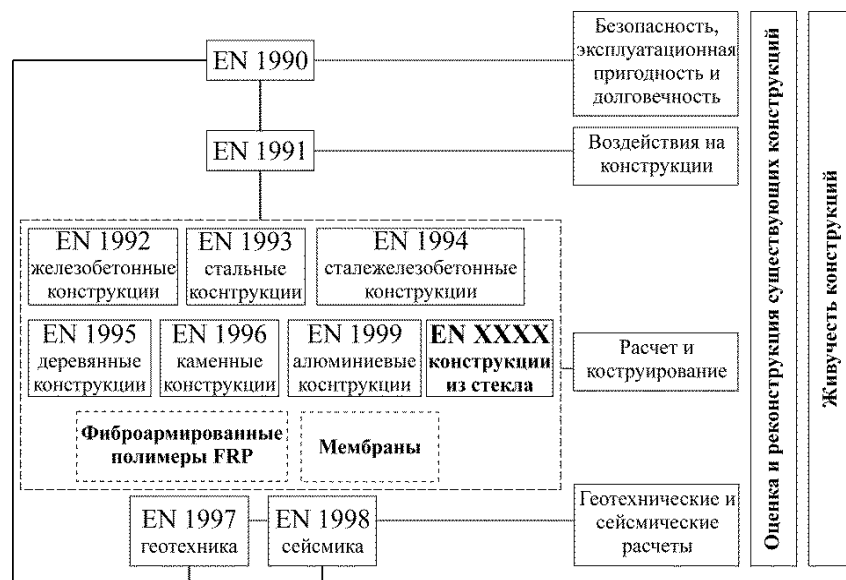 EN 1990
Безопасность,
эксплуатационная
пригодность и
долговечность
EN 1991
Воздействия на
конструкции
EN 1992
железобетонные
конструкции
EN 1993
стальные
коснтрукции
EN 1994
сталежелезобетонные
конструкции
EN 1995
деревянные
конструкции
EN 1996
каменные
конструкции
EN 1999
алюминиевые
коснтрукции
EN XXXX
конструкции
из стекла
Расчет и
коструирование
Фиброармированные
полимеры FRP
Мембраны
EN 1997
геотехника
EN 1998
сейсмика
Геотехнические и
сейсмические
расчеты
Оценка и реконструкция существующих конструкций
Живучесть конструкций